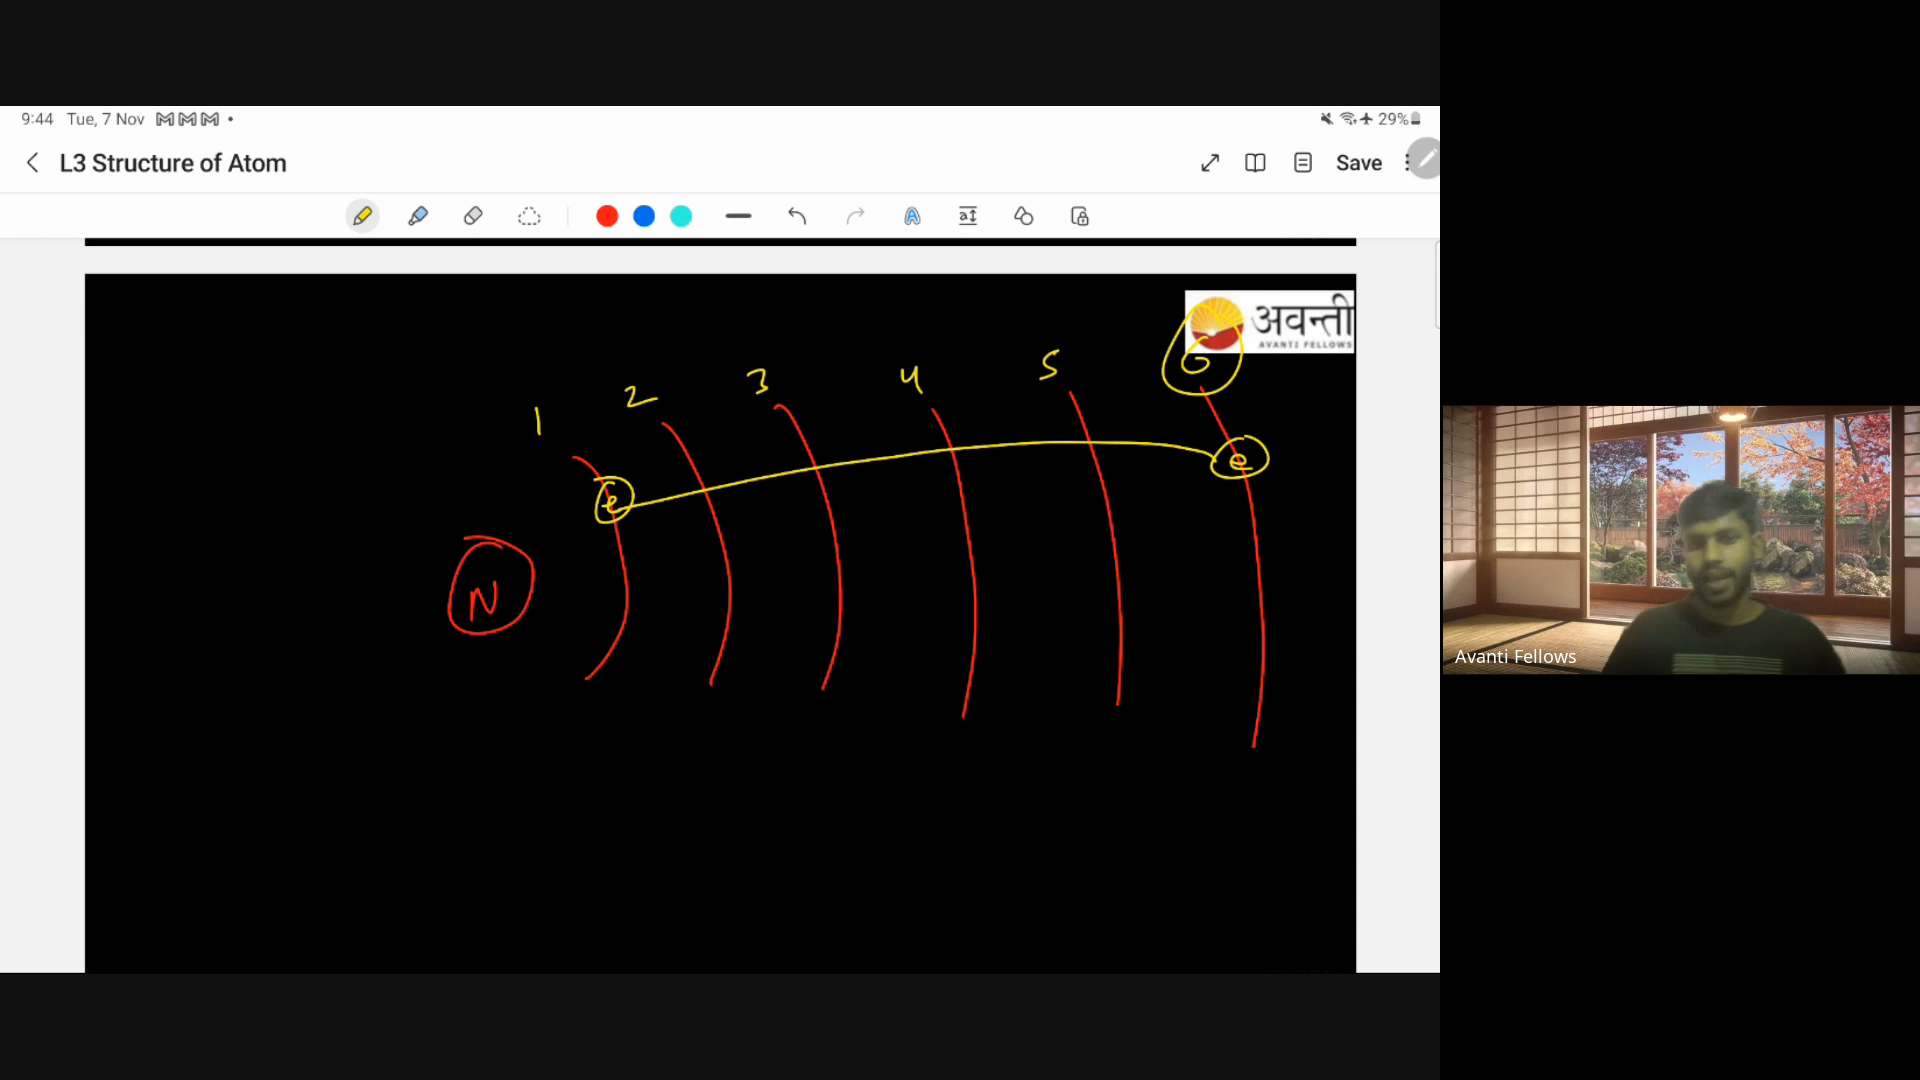 9:44 Tue, 7 Nov
29%
L3 Structure of Atom
Save
अवन्ती
AVANTI FELLOWS
1 2 3 4 5 6
e e
N
Avanti Fellows